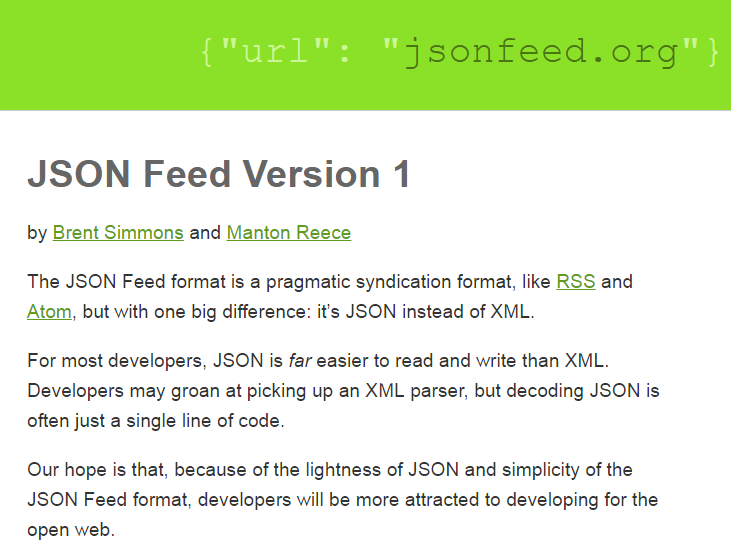 {"url": "jsonfeed.org"}
JSON Feed Version 1
by Brent Simmons and Manton Reece
The JSON Feed format is a pragmatic syndication format, like RSS and
Atom, but with one big difference: it’s JSON instead of XML.
For most developers, JSON is far easier to read and write than XML.
Developers may groan at picking up an XML parser, but decoding JSON is
often just a single line of code.
Our hope is that, because of the lightness of JSON and simplicity of the
JSON Feed format, developers will be more attracted to developing for the
open web.